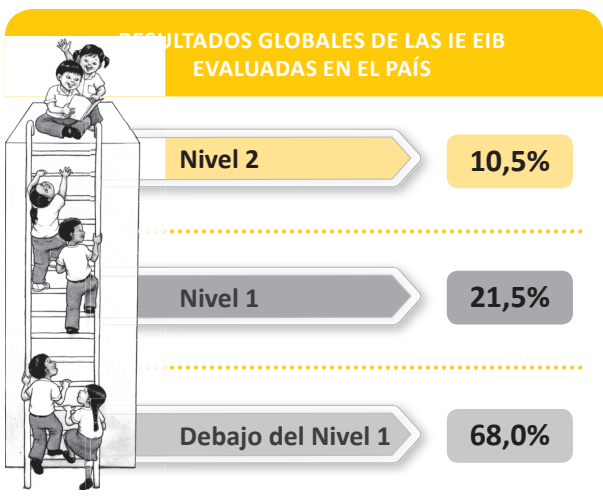 RESULTADOS GLOBALES DE LAS IE EIB
EVALUADAS EN EL PAÍS
Nivel 2 10,5%
Nivel 1 21,5%
Debajo del Nivel 1 68,0%